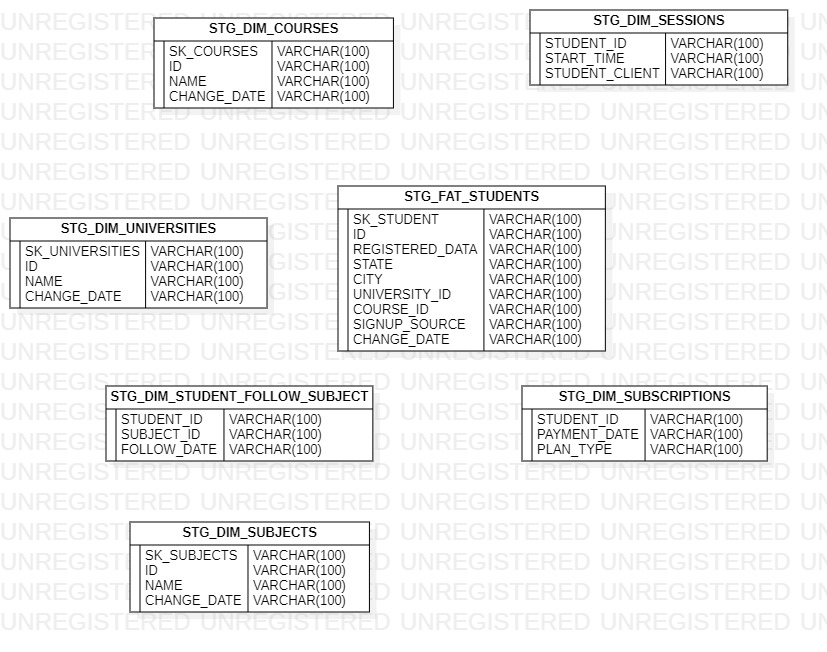 STG_DIM_COURSES
SK_COURSES VARCHAR(100)
ID VARCHAR(100)
NAME VARCHAR(100)
CHANGE_DATE VARCHAR(100)
STG_DIM_SESSIONS
STUDENT_ID VARCHAR(100)
START_TIME VARCHAR(100)
STUDENT_CLIENT VARCHAR(100)
STG_DIM_UNIVERSITIES
SK_UNIVERSITIES VARCHAR(100)
ID VARCHAR(100)
NAME VARCHAR(100)
CHANGE_DATE VARCHAR(100)
STG_FAT_STUDENTS
SK_STUDENT VARCHAR(100)
ID VARCHAR(100)
REGISTERED_DATA VARCHAR(100)
STATE VARCHAR(100)
CITY VARCHAR(100)
UNIVERSITY_ID VARCHAR(100)
COURSE_ID VARCHAR(100)
SIGNUP_SOURCE VARCHAR(100)
CHANGE_DATE VARCHAR(100)
STG_DIM_STUDENT_FOLLOW_SUBJECT
STUDENT_ID VARCHAR(100)
SUBJECT_ID VARCHAR(100)
FOLLOW_DATE VARCHAR(100)
STG_DIM_SUBSCRIPTIONS
STUDENT_ID VARCHAR(100)
PAYMENT_DATE VARCHAR(100)
PLAN_TYPE VARCHAR(100)
STG_DIM_SUBJECTS
SK_SUBJECTS VARCHAR(100)
ID VARCHAR(100)
NAME VARCHAR(100)
CHANGE_DATE VARCHAR(100)
UNREGISTERED UNREGISTERED UNREGISTERED UNREGISTERED